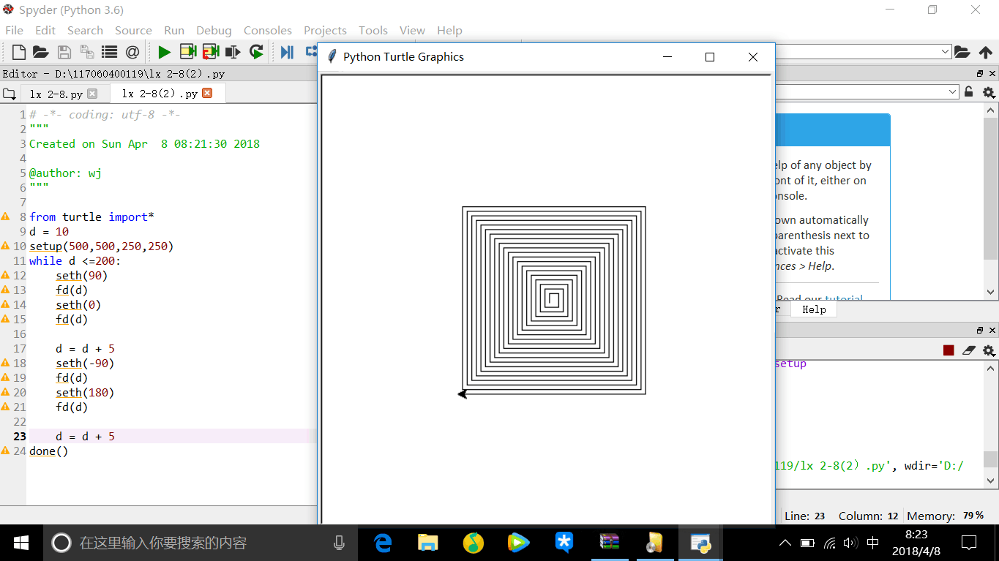 Spyder (Python 3.6)
File Edit Search Source Run Debug Consoles Projects Tools View Help
Python Turtle Graphics
Editor - D:\117060400119\lx 2-8(2）.py
lx 2-8.py
lx 2-8(2）.py
1 # -*- coding: utf-8 -*-
2 """
3 Created on Sun Apr  8 08:21:30 2018
4
5 @author: wj
6 """
7
8 from turtle import*
9 d = 10
10 setup(500,500,250,250)
11 while d <=200:
12     seth(90)
13     fd(d)
14     seth(0)
15     fd(d)
16
17     d = d + 5
18     seth(-90)
19     fd(d)
20     seth(180)
21     fd(d)
22
23     d = d + 5
24 done()
elp of any object by
ont of it, either on
onsole.
own automatically
parenthesis next to
activate this
nces > Help.
Read our tutorial
r
Help
setup
119/lx 2-8(2）.py', wdir='D:/
Line: 23 Column: 12 Memory: 79 %
在这里输入你要搜索的内容
中
8:23
2018/4/8